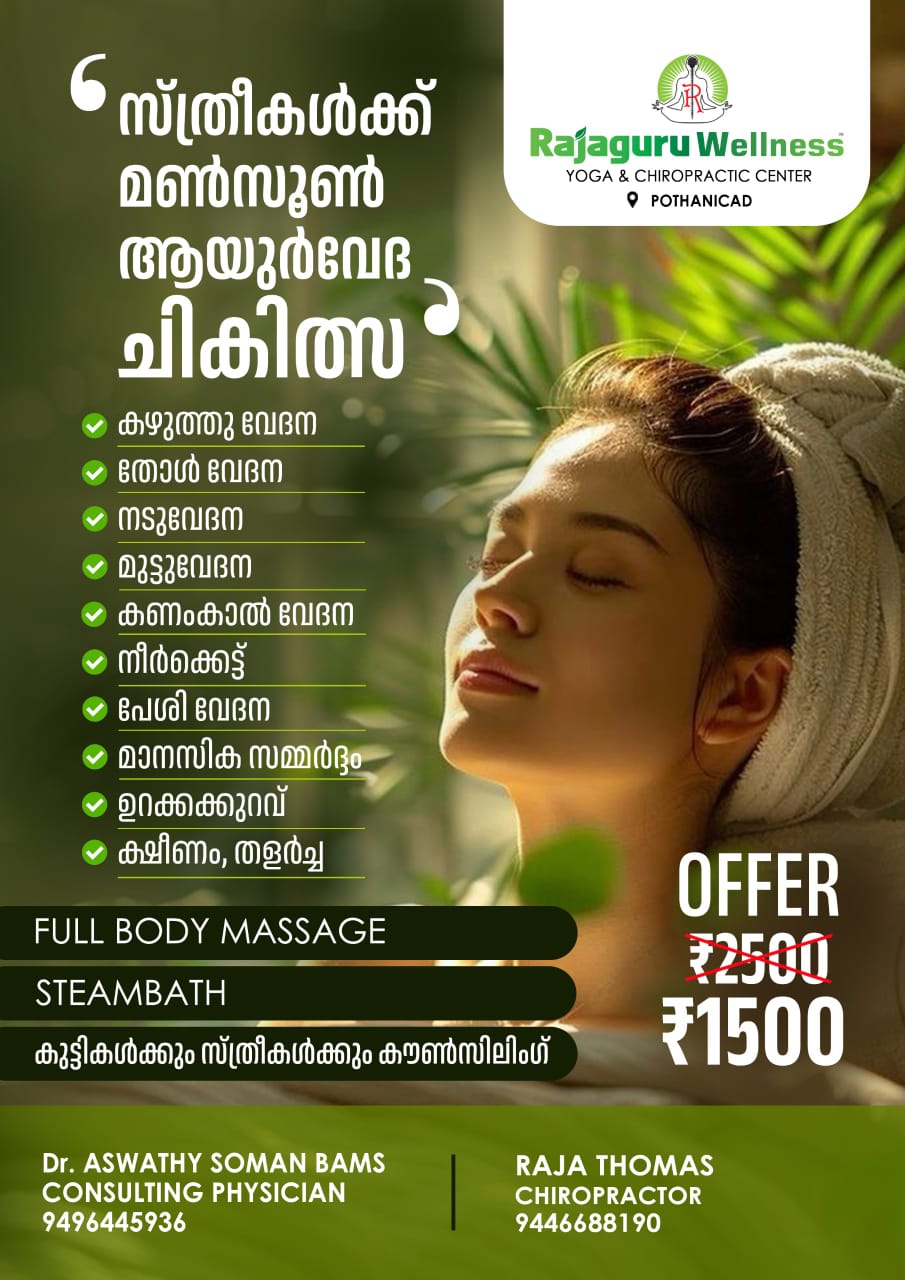 ‘സ്ത്രീകൾക്ക്
മൺസൂൺ
ആയുർവേദ
ചികിത്സ’
Rajaguru Wellness™
YOGA & CHIROPRACTIC CENTER
POTHANICAD
കഴുത്തു വേദന
തോൾ വേദന
നടുവേദന
മുട്ടുവേദന
കണംകാൽ വേദന
നീർക്കെട്ട്
പേശി വേദന
മാനസിക സമ്മർദ്ദം
ഉറക്കക്കുറവ്
ക്ഷീണം, തളർച്ച
FULL BODY MASSAGE
STEAMBATH
കുട്ടികൾക്കും സ്ത്രീകൾക്കും കൗൺസിലിംഗ്
OFFER
₹2500
₹1500
Dr. ASWATHY SOMAN BAMS
CONSULTING PHYSICIAN
9496445936
RAJA THOMAS
CHIROPRACTOR
9446688190